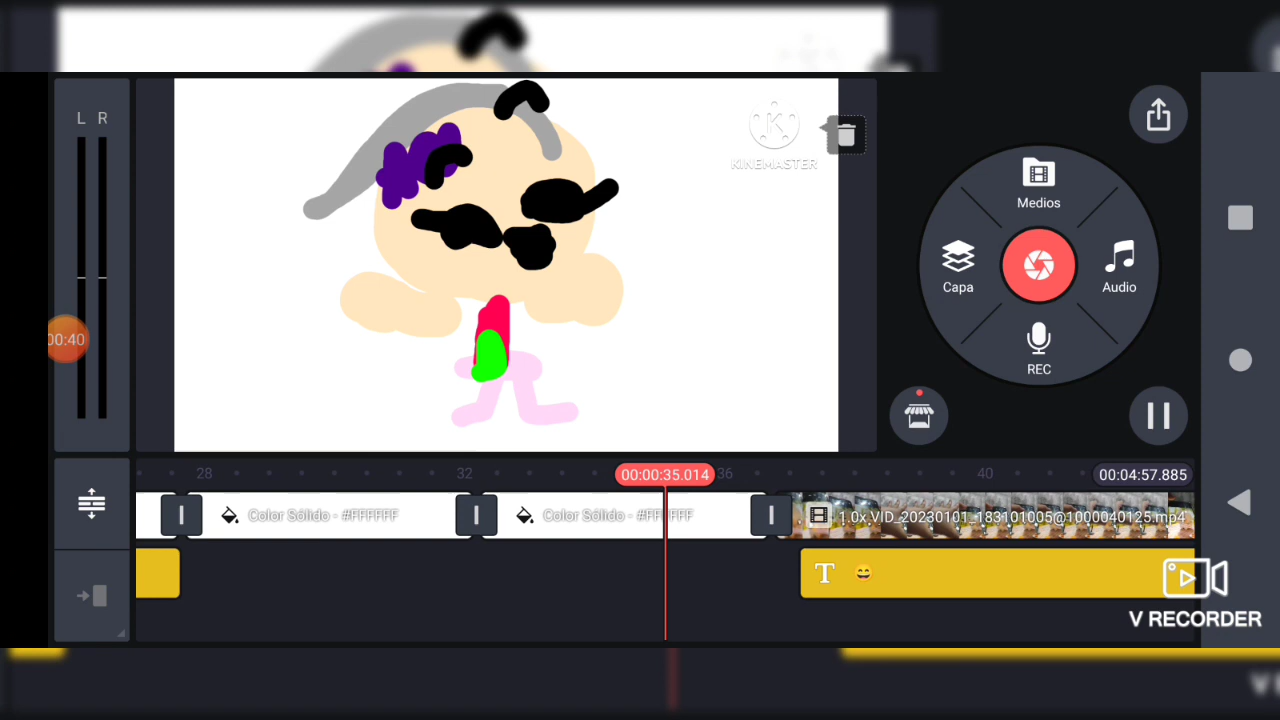 L R
K
KINEMASTER
Medios
Capa
Audio
REC
00:40
28
32
00:00:35.014
36
40
00:04:57.885
Color Sólido - #FFFFFF
Color Sólido - #FFFFFF
1.0x VID_20230101_183101005@1000040125.mp4
T 😄
V RECORDER